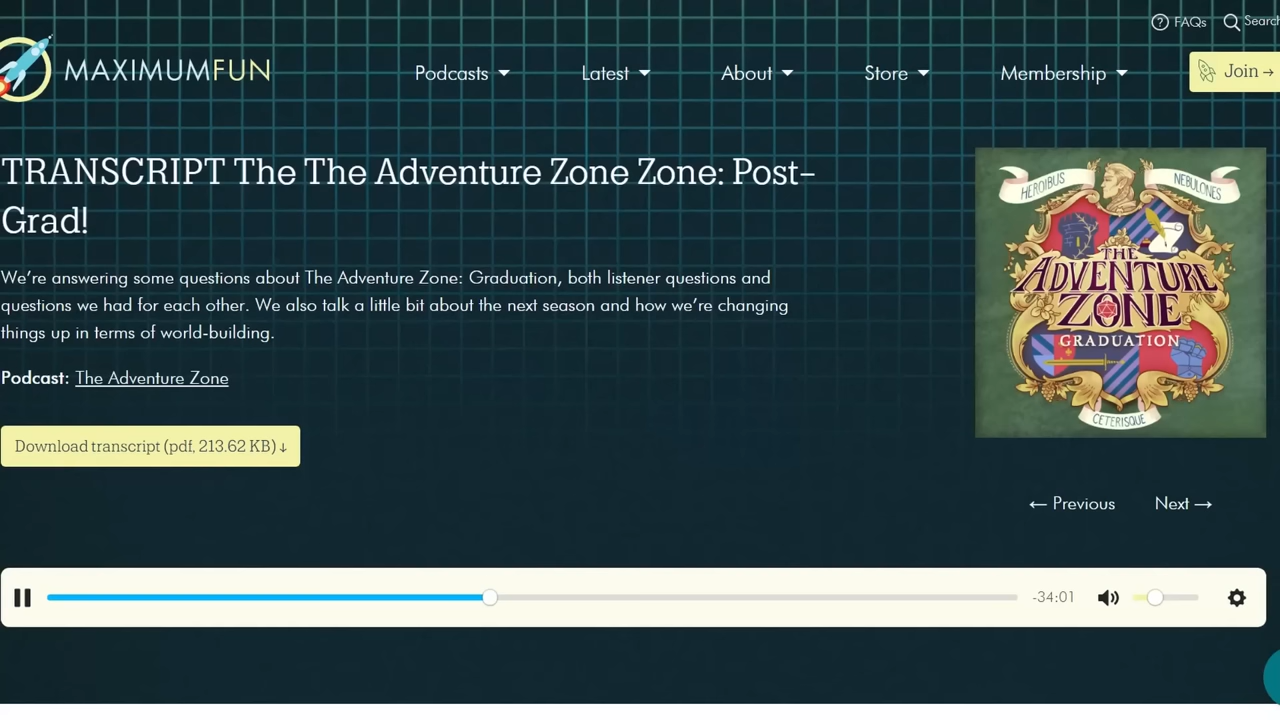 FAQs Search
MAXIMUMFUN
Podcasts Latest About Store Membership Join →
TRANSCRIPT The The Adventure Zone Zone: Post-
Grad!
We're answering some questions about The Adventure Zone: Graduation, both listener questions and
questions we had for each other. We also talk a little bit about the next season and how we're changing
things up in terms of world-building.
Podcast: The Adventure Zone
Download transcript (pdf, 213.62 KB) ↓
HEROIBUS
NEBULONES
THE
ADVENTURE
ZONE
GRADUATION
CETERISQUE
← Previous Next →
-34:01